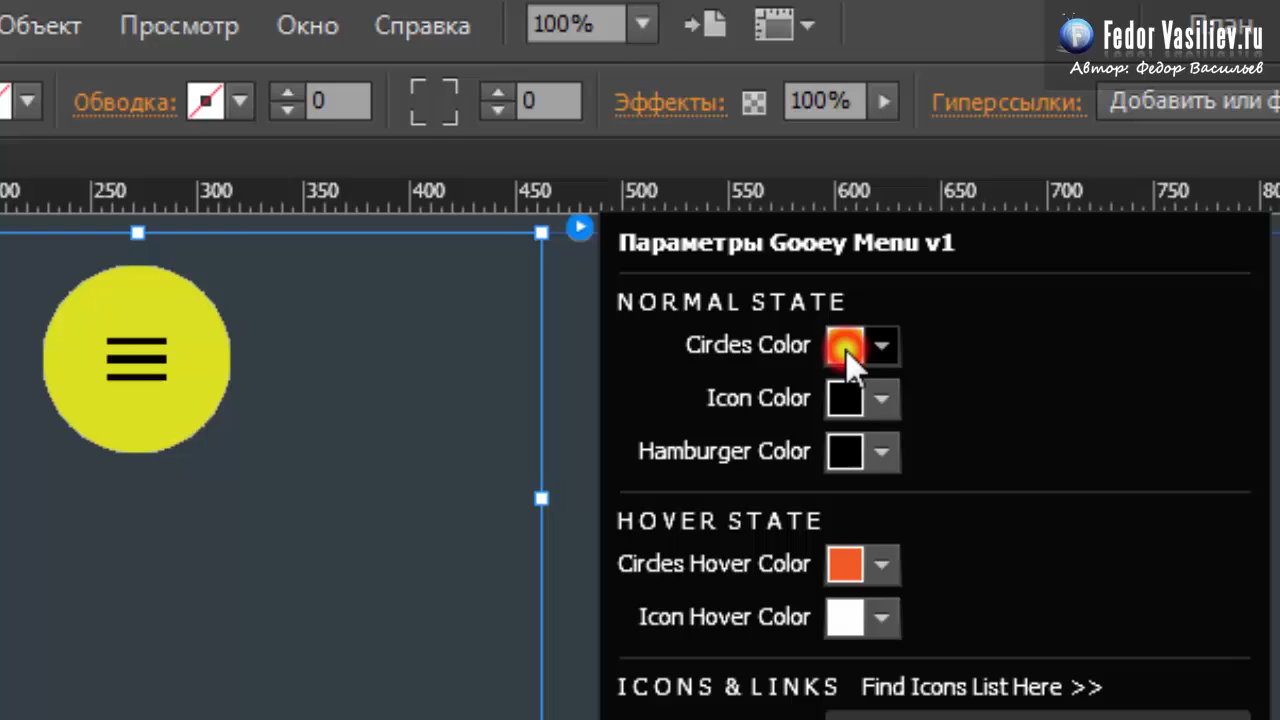 Объект Просмотр Окно Справка 100%
Fedor Vasiliev.ru
Автор: Федор Васильев
Обводка: 0 0 Эффекты: 100% Гиперссылки: Добавить или ф
00 250 300 350 400 450 500 550 600 650 700 750 80
Параметры Gooey Menu v1
NORMAL STATE
Circles Color
Icon Color
Hamburger Color
HOVER STATE
Circles Hover Color
Icon Hover Color
ICONS & LINKS Find Icons List Here >>